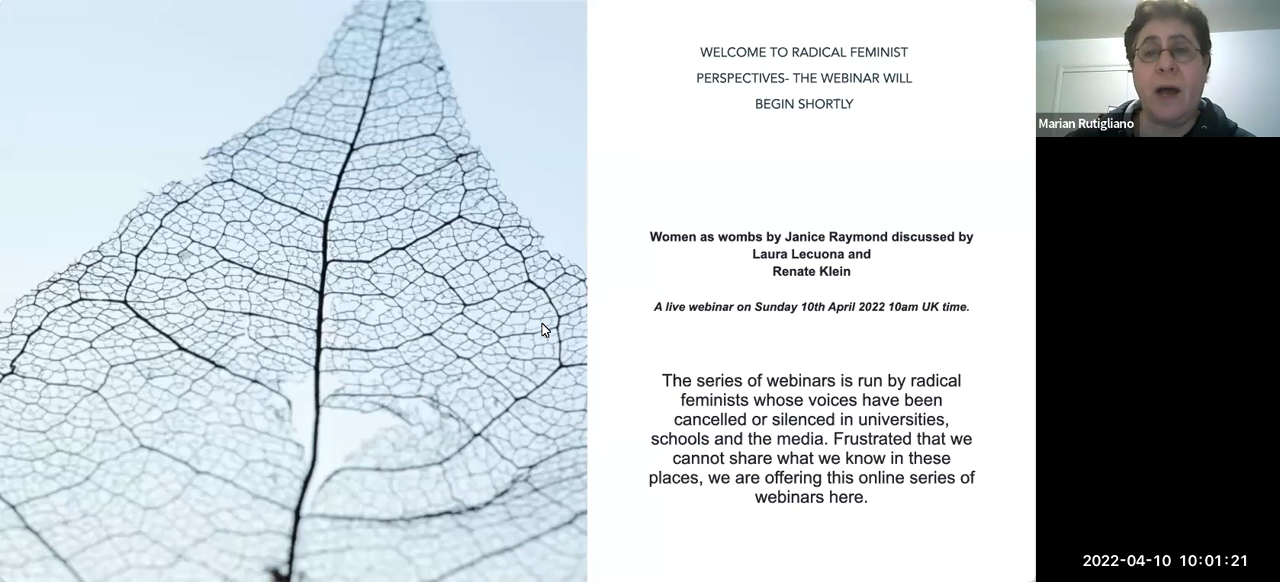 WELCOME TO RADICAL FEMINIST
PERSPECTIVES- THE WEBINAR WILL
BEGIN SHORTLY
Women as wombs by Janice Raymond discussed by
Laura Lecuona and
Renate Klein
A live webinar on Sunday 10th April 2022 10am UK time.
The series of webinars is run by radical
feminists whose voices have been
cancelled or silenced in universities,
schools and the media. Frustrated that we
cannot share what we know in these
places, we are offering this online series of
webinars here.
Marian Rutigliano
2022-04-10 10:01:21